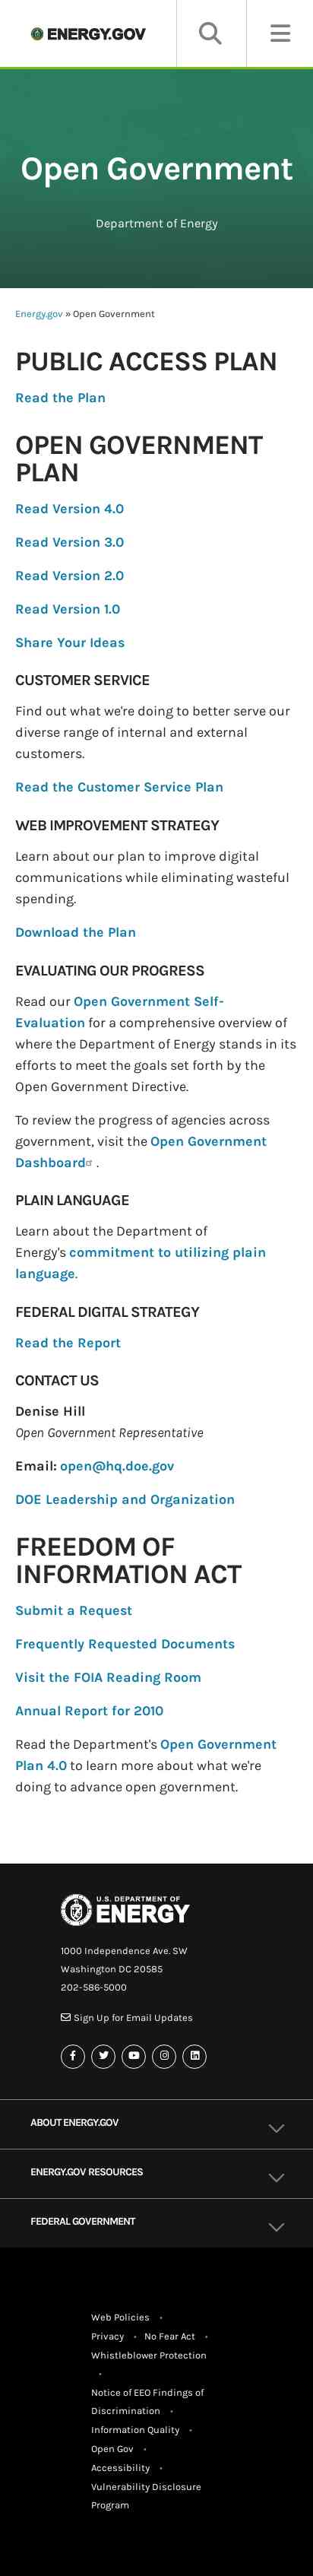 ENERGY.GOV
Open Government
Department of Energy
Energy.gov » Open Government
PUBLIC ACCESS PLAN
Read the Plan
OPEN GOVERNMENT
PLAN
Read Version 4.0
Read Version 3.0
Read Version 2.0
Read Version 1.0
Share Your Ideas
CUSTOMER SERVICE
Find out what we're doing to better serve our
diverse range of internal and external
customers.
Read the Customer Service Plan
WEB IMPROVEMENT STRATEGY
Learn about our plan to improve digital
communications while eliminating wasteful
spending.
Download the Plan
EVALUATING OUR PROGRESS
Read our Open Government Self-
Evaluation for a comprehensive overview of
where the Department of Energy stands in its
efforts to meet the goals set forth by the
Open Government Directive.
To review the progress of agencies across
government, visit the Open Government
Dashboard .
PLAIN LANGUAGE
Learn about the Department of
Energy's commitment to utilizing plain
language.
FEDERAL DIGITAL STRATEGY
Read the Report
CONTACT US
Denise Hill
Open Government Representative
Email: open@hq.doe.gov
DOE Leadership and Organization
FREEDOM OF
INFORMATION ACT
Submit a Request
Frequently Requested Documents
Visit the FOIA Reading Room
Annual Report for 2010
Read the Department's Open Government
Plan 4.0 to learn more about what we're
doing to advance open government.
U.S. DEPARTMENT OF
ENERGY
1000 Independence Ave. SW
Washington DC 20585
202-586-5000
Sign Up for Email Updates
ABOUT ENERGY.GOV
ENERGY.GOV RESOURCES
FEDERAL GOVERNMENT
Web Policies •
Privacy • No Fear Act •
Whistleblower Protection
•
Notice of EEO Findings of
Discrimination •
Information Quality •
Open Gov •
Accessibility •
Vulnerability Disclosure
Program